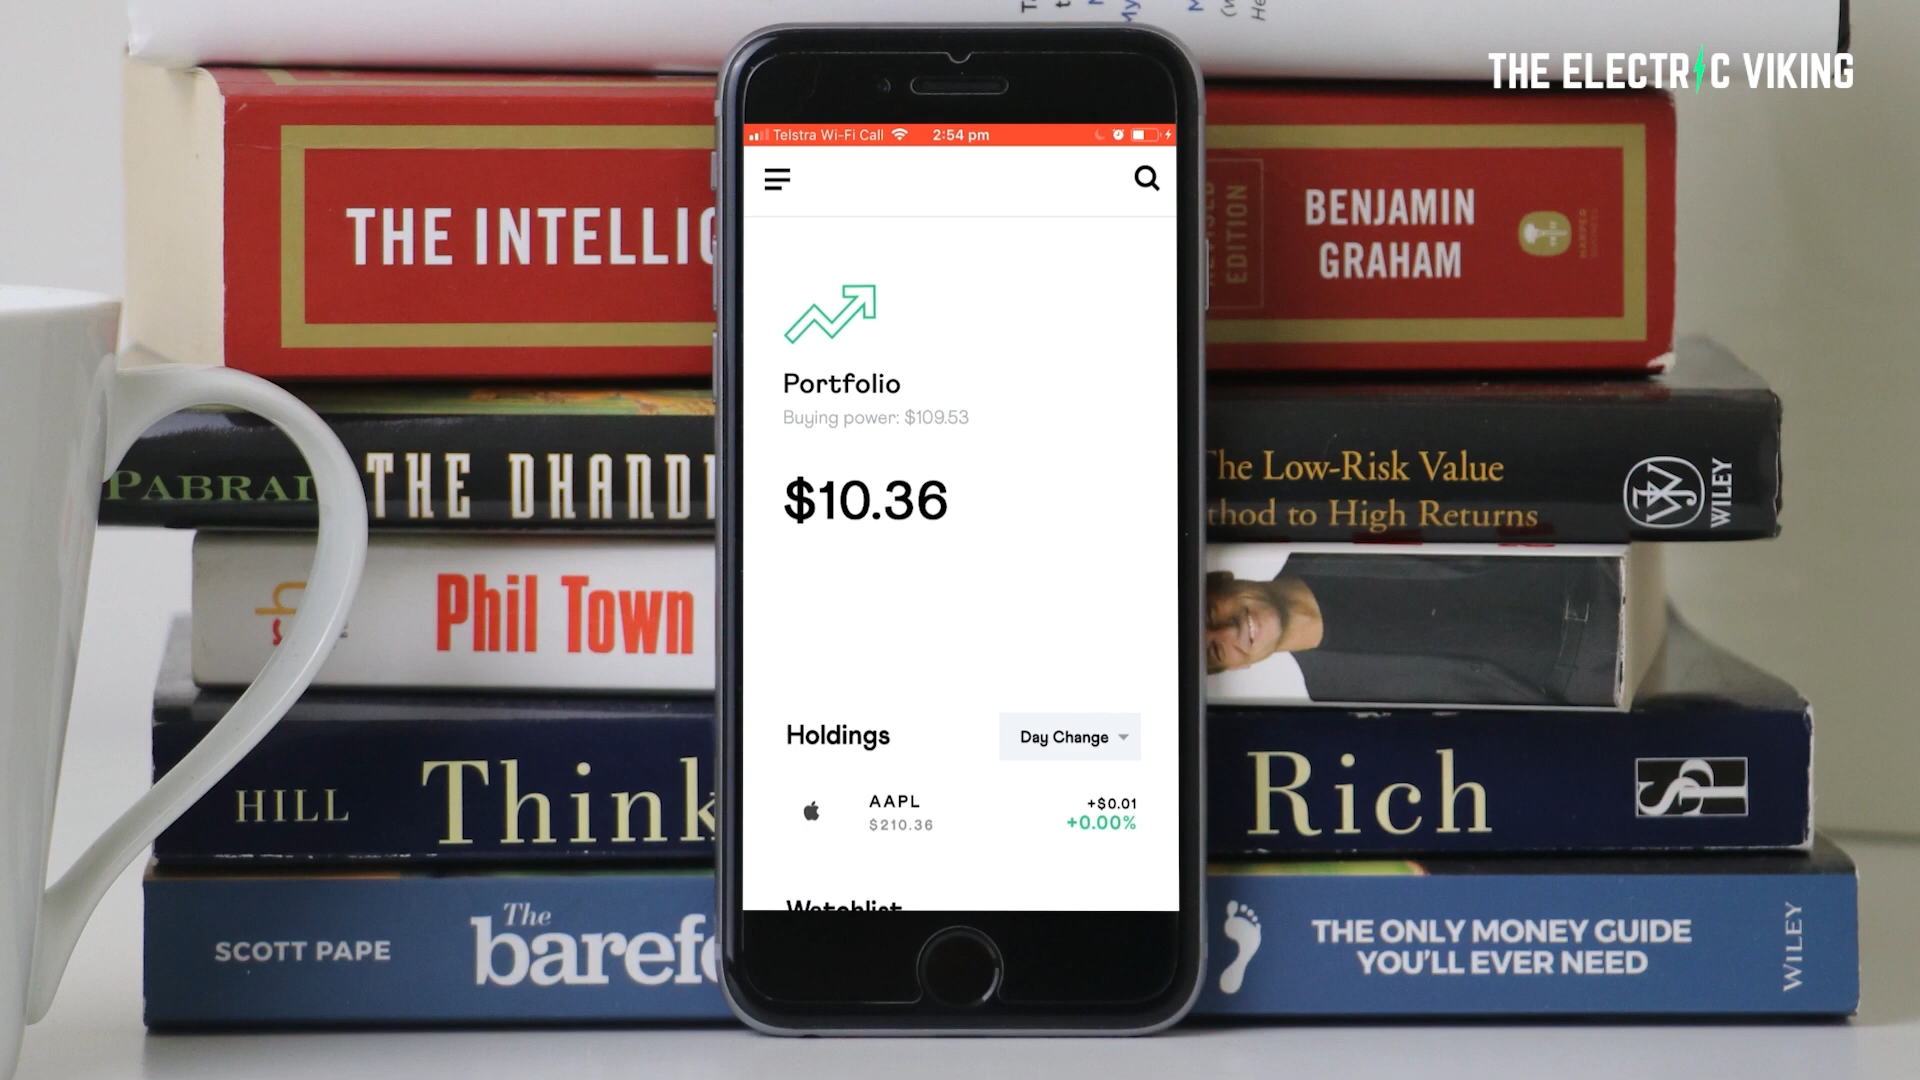 THE ELECTRIC VIKING
Telstra Wi-Fi Call
2:54 pm
THE INTELLIG
EDITION
BENJAMIN
GRAHAM
Portfolio
Buying power: $109.53
$10.36
PABRAI
THE DHAND
The Low-Risk Value
thod to High Returns
WILEY
Phil Town
Holdings
Day Change
AAPL
$210.36
+$0.01
+0.00%
HILL
Think
Rich
Watchlist
SCOTT PAPE
The
barefo
THE ONLY MONEY GUIDE
YOU'LL EVER NEED
WILEY